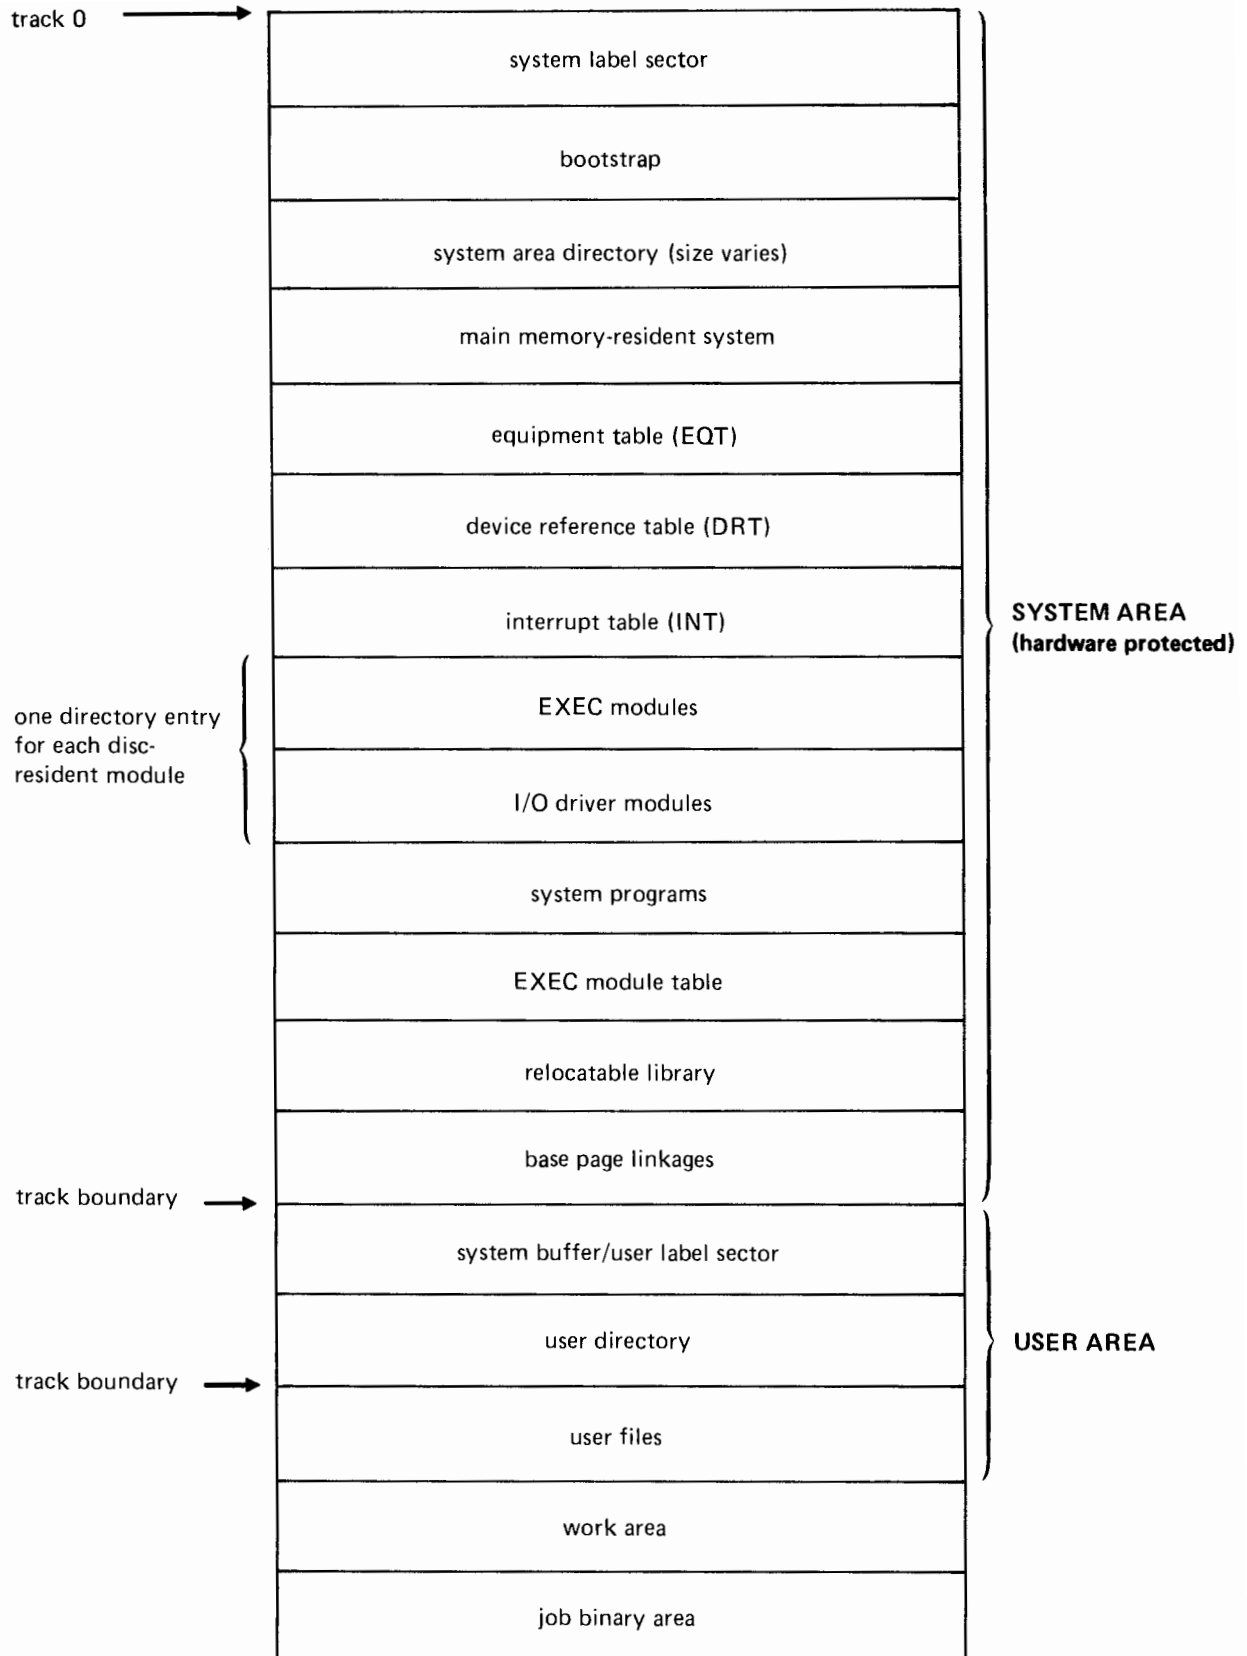 track 0
system label sector
bootstrap
system area directory (size varies)
main memory-resident system
equipment table (EQT)
device reference table (DRT)
interrupt table (INT)
SYSTEM AREA
(hardware protected)
one directory entry
for each disc-
resident module
EXEC modules
I/O driver modules
system programs
EXEC module table
relocatable library
base page linkages
track boundary
system buffer/user label sector
user directory
USER AREA
track boundary
user files
work area
job binary area